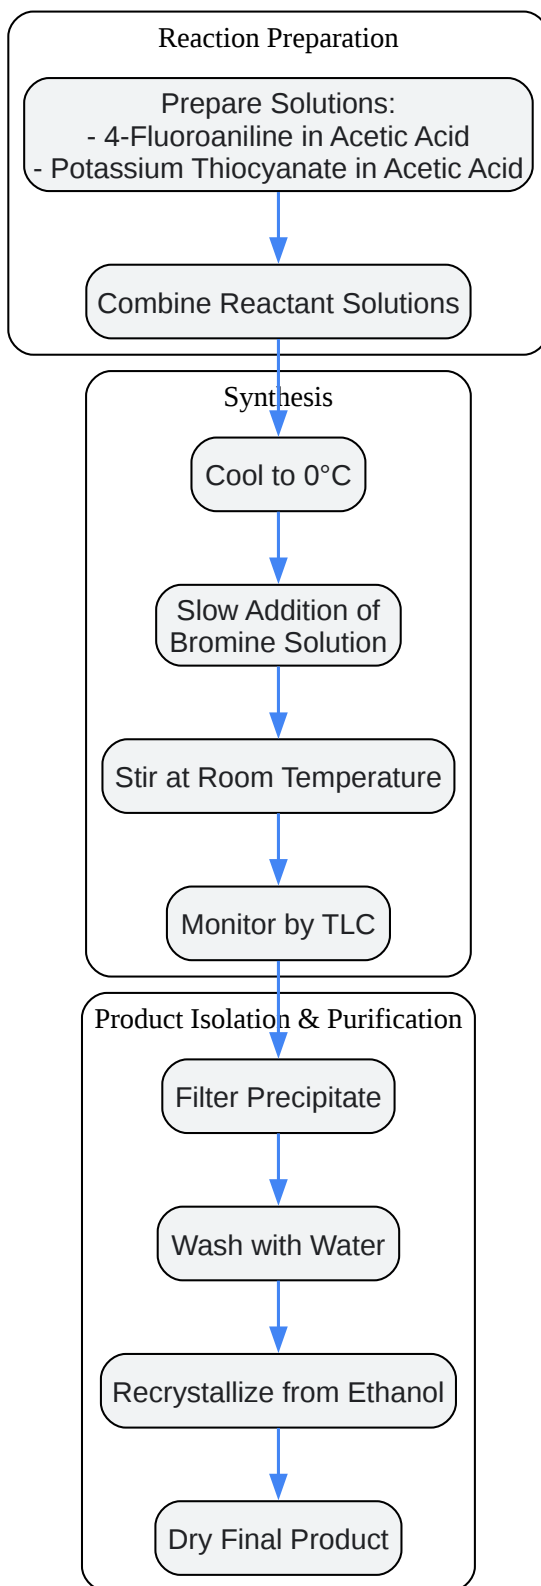 Reaction Preparation
Prepare Solutions:
- 4-Fluoroaniline in Acetic Acid
- Potassium Thiocyanate in Acetic Acid
Combine Reactant Solutions
Synthesis
Cool to 0°C
Slow Addition of
Bromine Solution
Stir at Room Temperature
Monitor by TLC
Product Isolation & Purification
Filter Precipitate
Wash with Water
Recrystallize from Ethanol
Dry Final Product